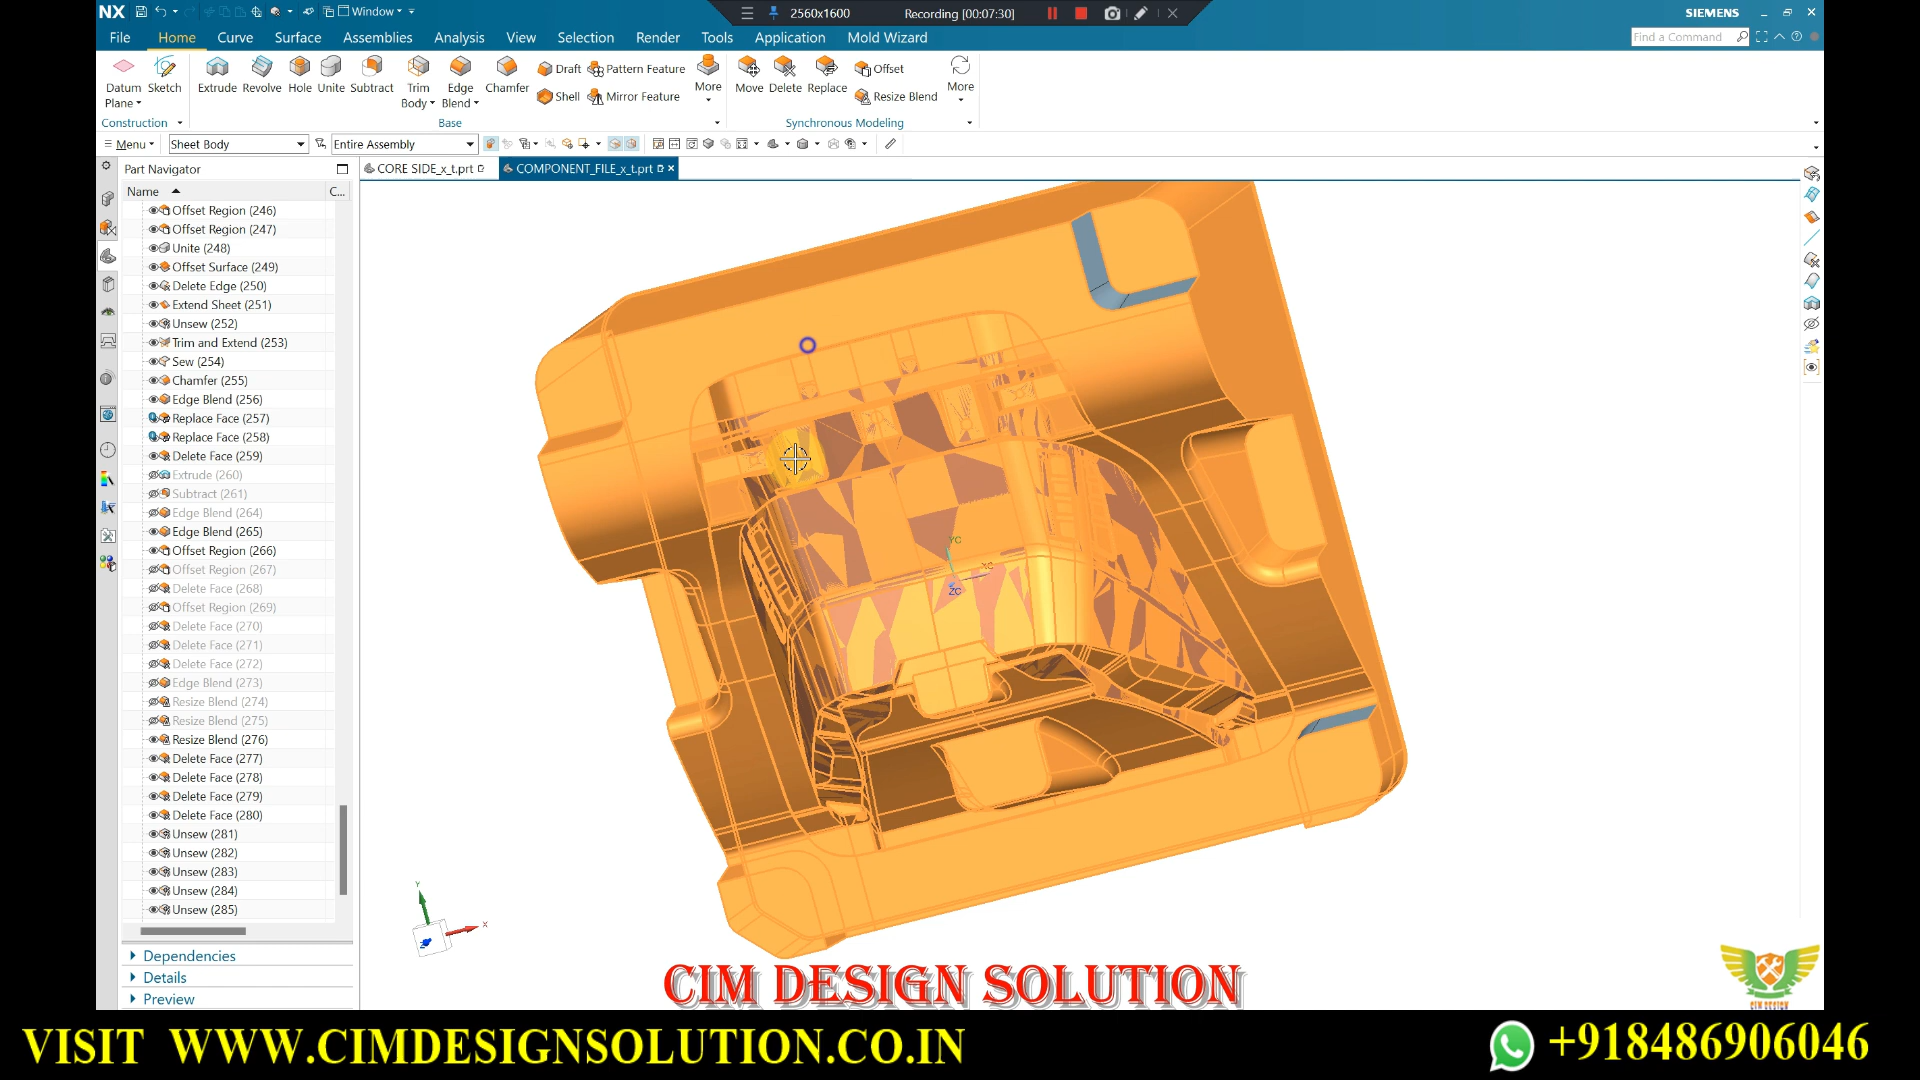 NX
Window
2560x1600
Recording [00:07:30]
SIEMENS
File Home Curve Surface Assemblies Analysis View Selection Render Tools Application Mold Wizard
Find a Command
Datum Plane
Sketch
Extrude
Revolve
Hole
Unite
Subtract
Trim Body
Edge Blend
Chamfer
Draft
Shell
Pattern Feature
Mirror Feature
More
Move
Delete
Replace
Offset
Resize Blend
More
Construction
Base
Synchronous Modeling
Menu
Sheet Body
Entire Assembly
Part Navigator
CORE SIDE_x_t.prt
COMPONENT_FILE_x_t.prt
Name
C...
Offset Region (246)
Offset Region (247)
Unite (248)
Offset Surface (249)
Delete Edge (250)
Extend Sheet (251)
Unsew (252)
Trim and Extend (253)
Sew (254)
Chamfer (255)
Edge Blend (256)
Replace Face (257)
Replace Face (258)
Delete Face (259)
Extrude (260)
Subtract (261)
Edge Blend (264)
Edge Blend (265)
Offset Region (266)
Offset Region (267)
Delete Face (268)
Offset Region (269)
Delete Face (270)
Delete Face (271)
Delete Face (272)
Edge Blend (273)
Resize Blend (274)
Resize Blend (275)
Resize Blend (276)
Delete Face (277)
Delete Face (278)
Delete Face (279)
Delete Face (280)
Unsew (281)
Unsew (282)
Unsew (283)
Unsew (284)
Unsew (285)
Dependencies
Details
Preview
YC
XC
ZC
Y
X
CIM DESIGN SOLUTION
VISIT WWW.CIMDESIGNSOLUTION.CO.IN
+918486906046